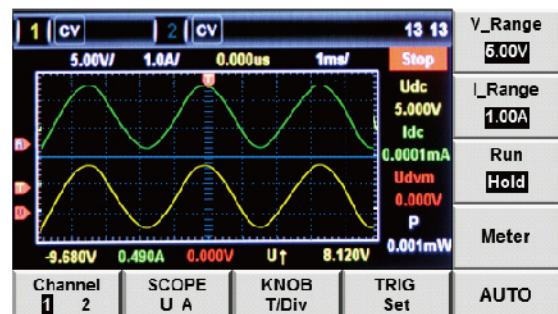 1 CV 2 CV 13 13
5.00V/ 1.0A/ 0.000us 1ms/ Stop
T
Udc
5.000V
Idc
0.0001mA
Udvm
0.000V
P
0.001mW
A
T
U
-9.680V 0.490A 0.000V U↑ 8.120V
V_Range
5.00V
I_Range
1.00A
Run
Hold
Meter
AUTO
Channel
1 2
SCOPE
U A
KNOB
T/Div
TRIG
Set